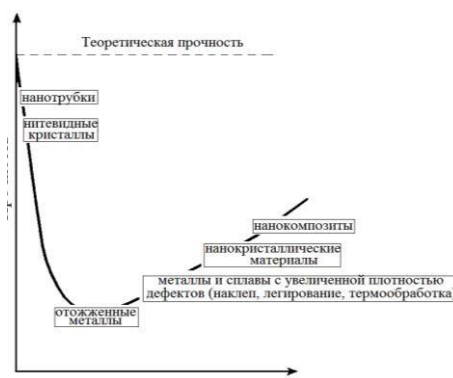 Теоретическая прочность
нанотрубки
нитевидные
кристаллы
нанокомпозиты
нанокристаллические
материалы
металлы и сплавы с увеличенной плотностью
дефектов (наклеп, легирование, термообработка)
отожженные
металлы